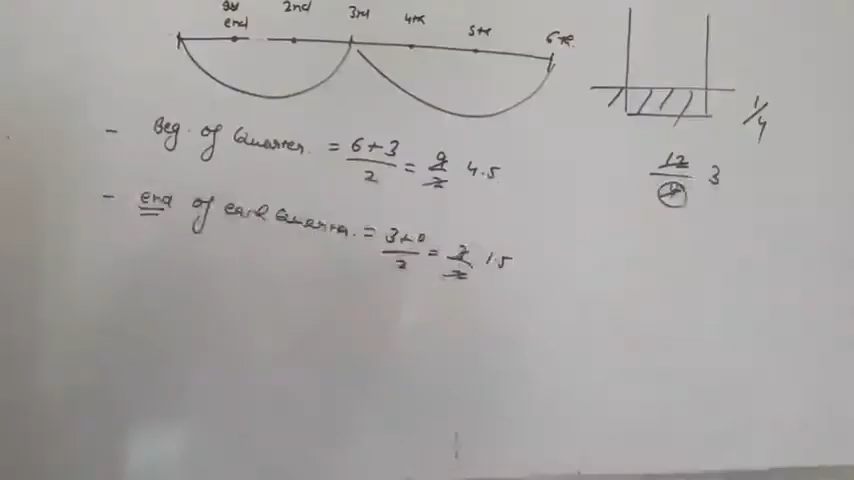 end 2nd 3rd 4th 5th 6th
1/4
- Beg. of Quarter. = 6+3/2 = 9/2 4.5
12/4 3
- end of each Quarter. = 3+0/2 = 3/2 1.5